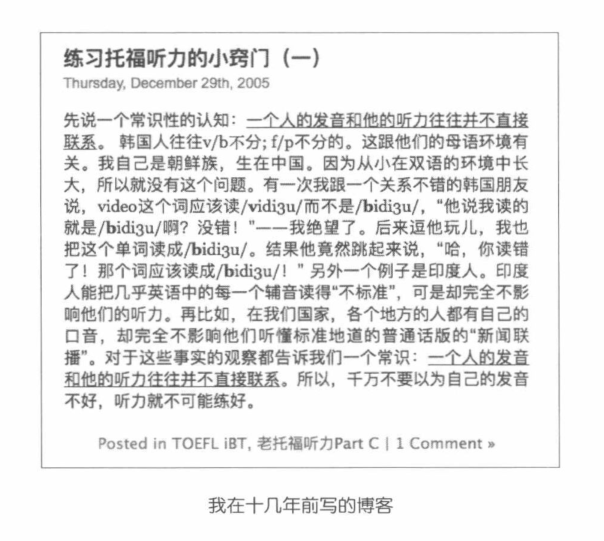 练习托福听力的小窍门（一）
Thursday, December 29th, 2005
先说一个常识性的认知：一个人的发音和他的听力往往并不直接
联系。 韩国人往往v/b不分; f/p不分的。这跟他们的母语环境有
关。我自己是朝鲜族，生在中国。因为从小在双语的环境中长
大，所以就没有这个问题。有一次我跟一个关系不错的韩国朋友
说，video这个词应该读/vidiʒu/而不是/bidiʒu/，“他说我读的
就是/bidiʒu/啊？没错！”——我绝望了。后来逗他玩儿，我也
把这个单词读成/bidiʒu/。结果他竟然跳起来说，“哈，你读错
了！那个词应该读成/bidiʒu/！” 另外一个例子是印度人。印度
人能把几乎英语中的每一个辅音读得“不标准”，可是却完全不影
响他们的听力。再比如，在我们国家，各个地方的人都有自己的
口音，却完全不影响他们听懂标准地道的普通话版的“新闻联
播”。对于这些事实的观察都告诉我们一个常识：一个人的发音
和他的听力往往并不直接联系。所以，千万不要以为自己的发音
不好，听力就不可能练好。
Posted in TOEFL iBT, 老托福听力Part C | 1 Comment »
我在十几年前写的博客